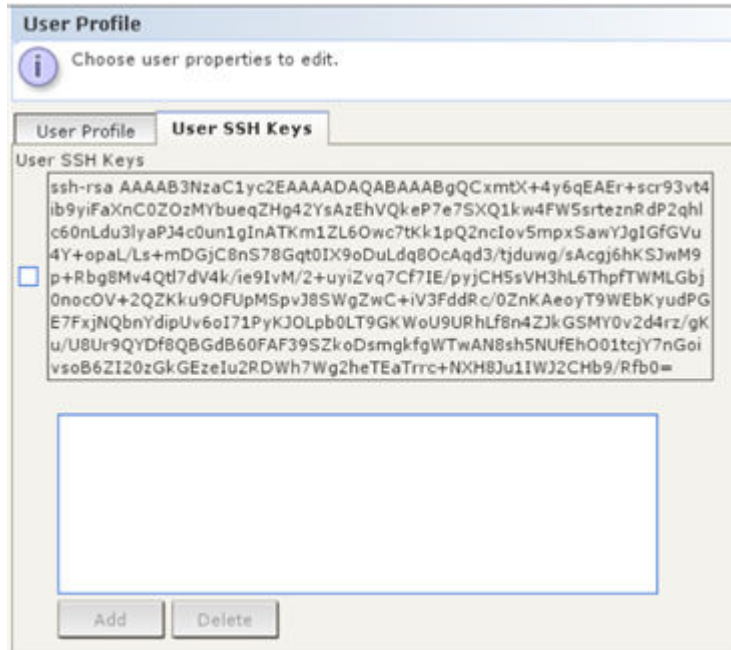 User Profile
i
Choose user properties to edit.
User Profile
User SSH Keys
User SSH Keys
ssh-rsa AAAAB3NzaC1yc2EAAAADAQABAAABgQCxmtX+4y6qEAEr+scr93vt4
ib9yiFaXnC0ZOzMYbueqZHg42YsAzEhVQkeP7e7SXQ1kw4FW5srteznRdP2qhl
c60nLdu3lyaPJ4c0un1gInATKm1ZL6Owc7tKk1pQ2ncIov5mpxSawYJgIGfGVu
4Y+opaL/Ls+mDGjC8nS78Gqt0IX9oDuLdq8OcAqd3/tjduwg/sAcgj6hKSJwM9
p+Rbg8Mv4Qtl7dV4k/ie9IvM/2+uyiZvq7Cf7IE/pyjCH5sVH3hL6ThpfTWMLGbj
0nocOV+2QZKku9OFUpMSpvJ8SWgZwC+iV3FddRc/0ZnKAeoyT9WEbKyudPG
E7FxjNQbnYdipUv6oI71PyKJOLpb0LT9GKWoU9URhLf8n4ZJkGSMY0v2d4rz/gK
u/U8Ur9QYDf8QBGdB60FAF39SZkoDsmgkfgWTwAN8sh5NUfEhO01tcjY7nGoi
vsoB6ZI20zGkGEzeIu2RDWh7Wg2heTEaTrrc+NXH8Ju1IWJ2CHb9/Rfb0=
Add
Delete